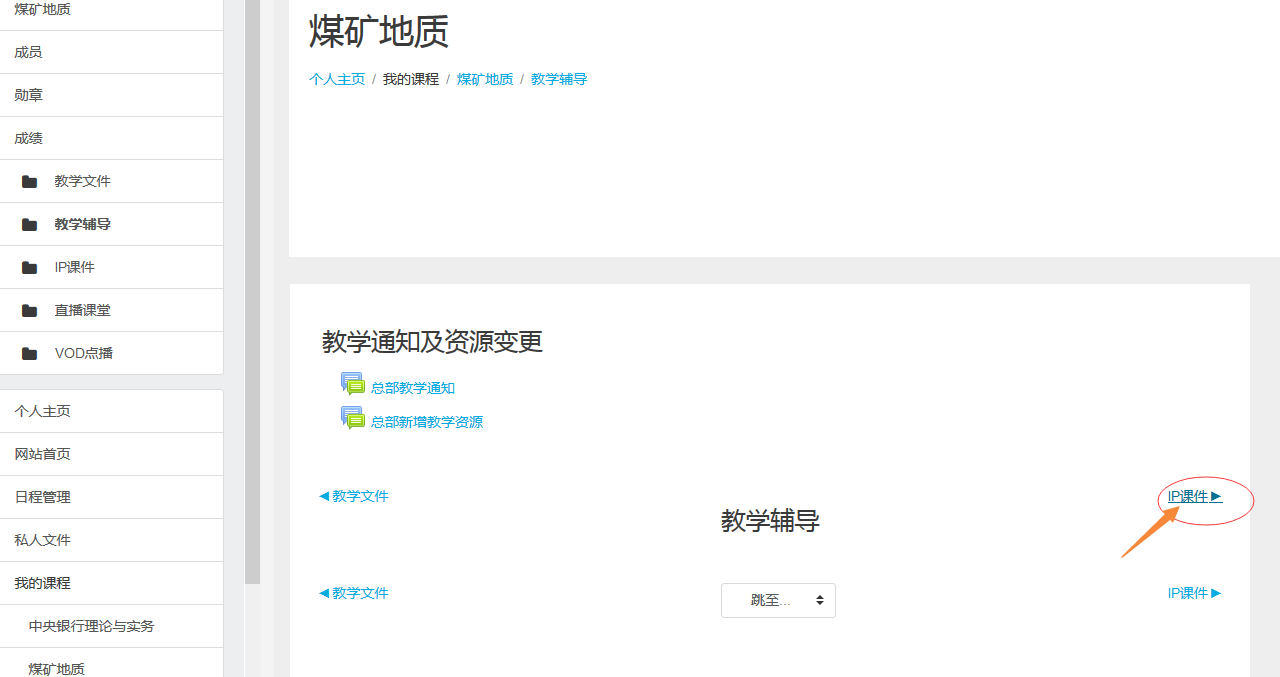 煤矿地质
成员
勋章
成绩
教学文件
教学辅导
IP课件
直播课堂
VOD点播
个人主页
网站首页
日程管理
私人文件
我的课程
中央银行理论与实务
煤矿地质
煤矿地质
个人主页 / 我的课程 / 煤矿地质 / 教学辅导
教学通知及资源变更
总部教学通知
总部新增教学资源
◀教学文件
IP课件▶
教学辅导
◀教学文件
跳至...
IP课件▶